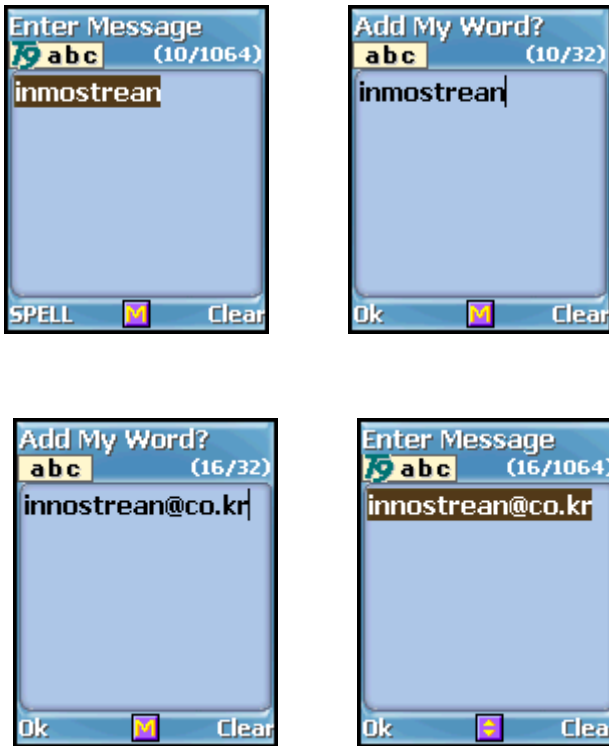 Enter Message
T9 abc (10/1064)
inmostrean
SPELL M Clear
Add My Word?
abc (10/32)
inmostrean
Ok M Clear
Add My Word?
abc (16/32)
innostrean@co.kr
Ok M Clear
Enter Message
T9 abc (16/1064)
innostrean@co.kr
Ok Clea